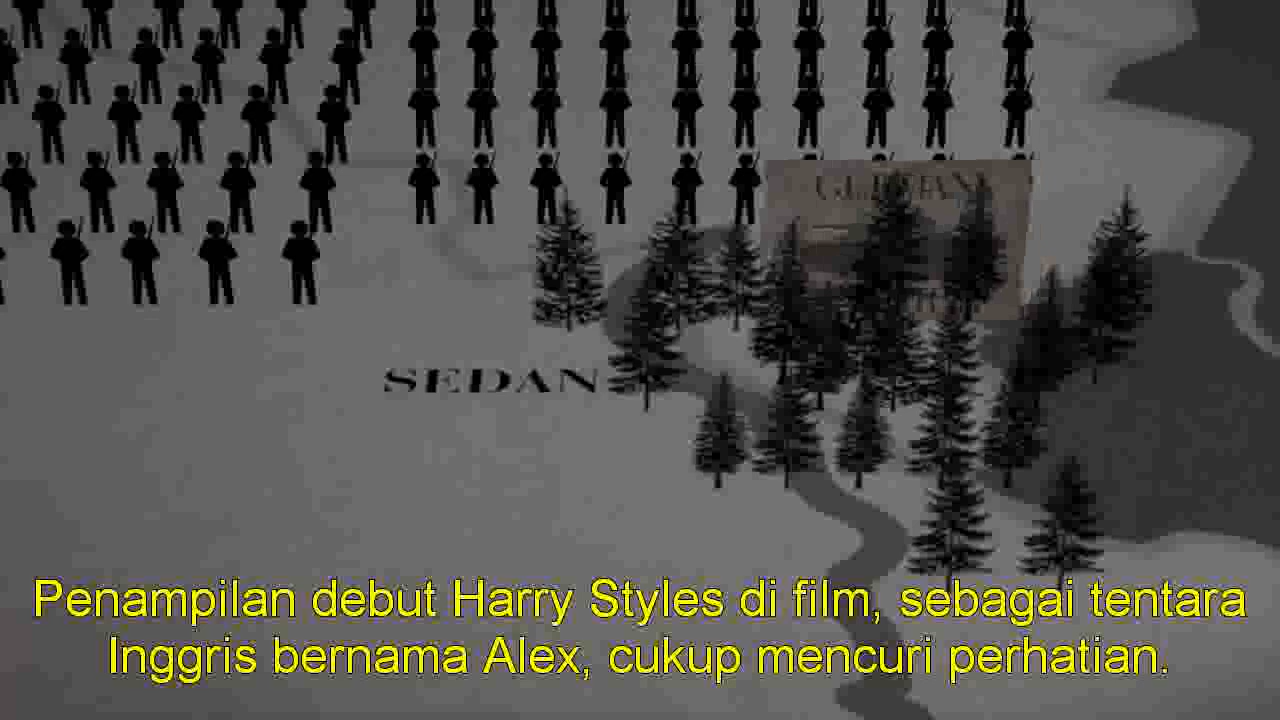 SEDAN
Penampilan debut Harry Styles di film, sebagai tentara
Inggris bernama Alex, cukup mencuri perhatian.